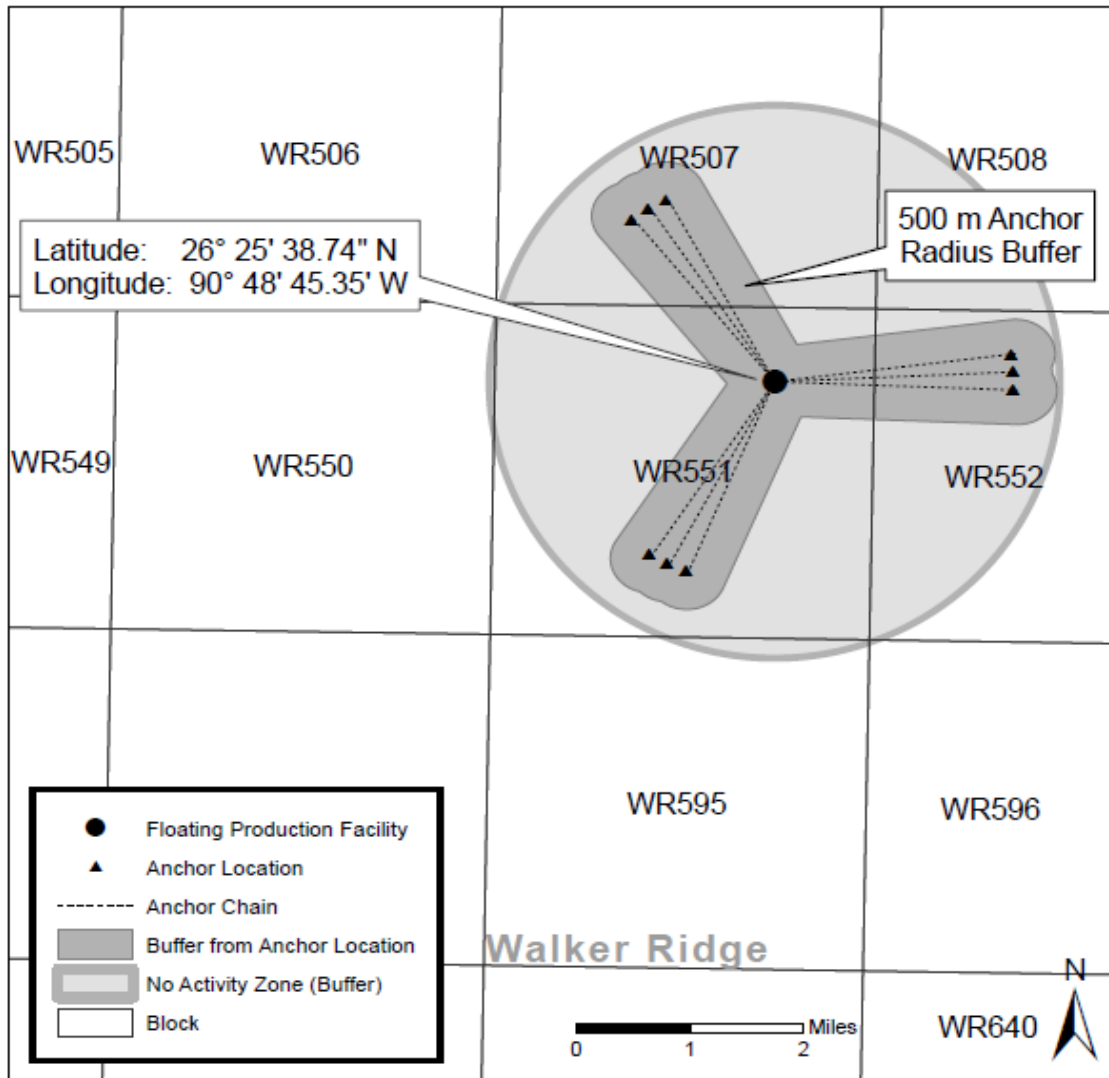 WR505
WR506
WR507
WR508
500 m Anchor
Radius Buffer
Latitude: 26° 25' 38.74" N
Longitude: 90° 48' 45.35' W
WR549
WR550
WR551
WR552
WR595
WR596
Floating Production Facility
Anchor Location
Anchor Chain
Buffer from Anchor Location
No Activity Zone (Buffer)
Block
Walker Ridge
Miles
0 1 2
WR640
N